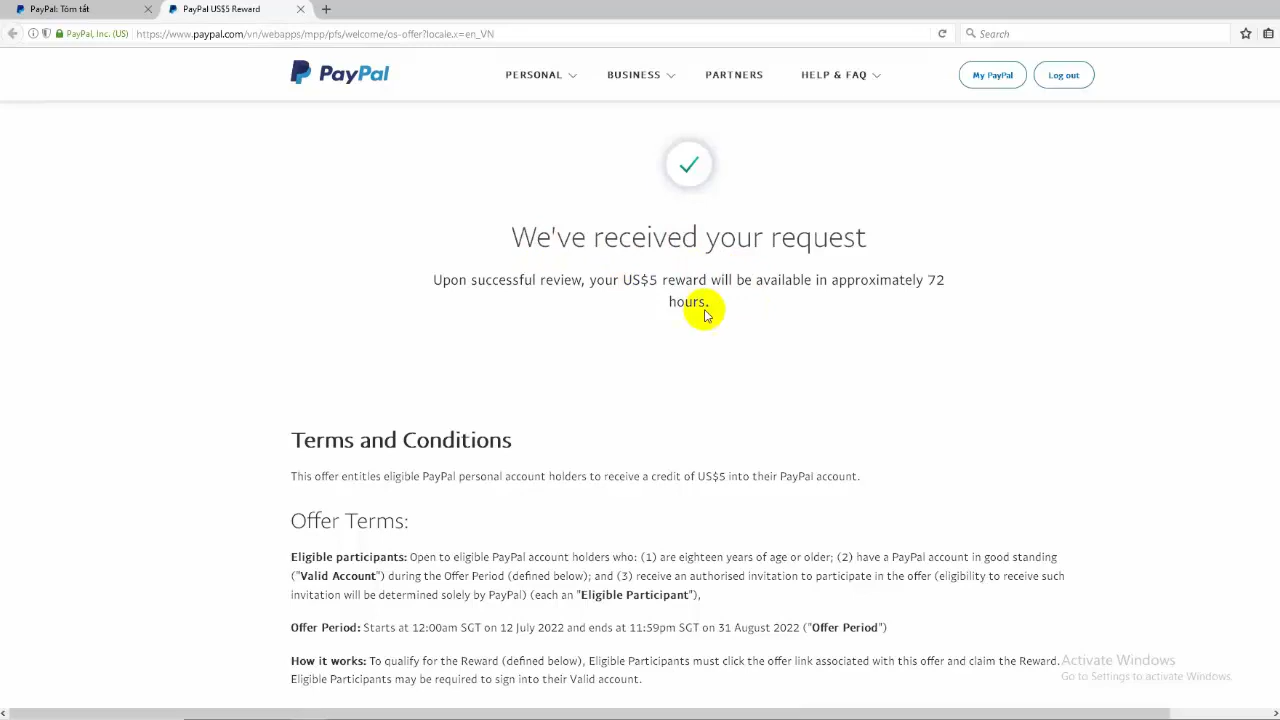 PayPal: Tóm tắt
PayPal US$5 Reward
PayPal, Inc. (US) https://www.paypal.com/vn/webapps/mpp/pfs/welcome/os-offer?locale.x=en_VN
Search
PayPal
PERSONAL BUSINESS PARTNERS HELP & FAQ
My PayPal
Log out
We've received your request
Upon successful review, your US$5 reward will be available in approximately 72
hours.
Terms and Conditions
This offer entitles eligible PayPal personal account holders to receive a credit of US$5 into their PayPal account.
Offer Terms:
Eligible participants: Open to eligible PayPal account holders who: (1) are eighteen years of age or older; (2) have a PayPal account in good standing
("Valid Account") during the Offer Period (defined below); and (3) receive an authorised invitation to participate in the offer (eligibility to receive such
invitation will be determined solely by PayPal) (each an "Eligible Participant"),
Offer Period: Starts at 12:00am SGT on 12 July 2022 and ends at 11:59pm SGT on 31 August 2022 ("Offer Period")
How it works: To qualify for the Reward (defined below), Eligible Participants must click the offer link associated with this offer and claim the Reward.
Eligible Participants may be required to sign into their Valid account.
Activate Windows
Go to Settings to activate Windows.